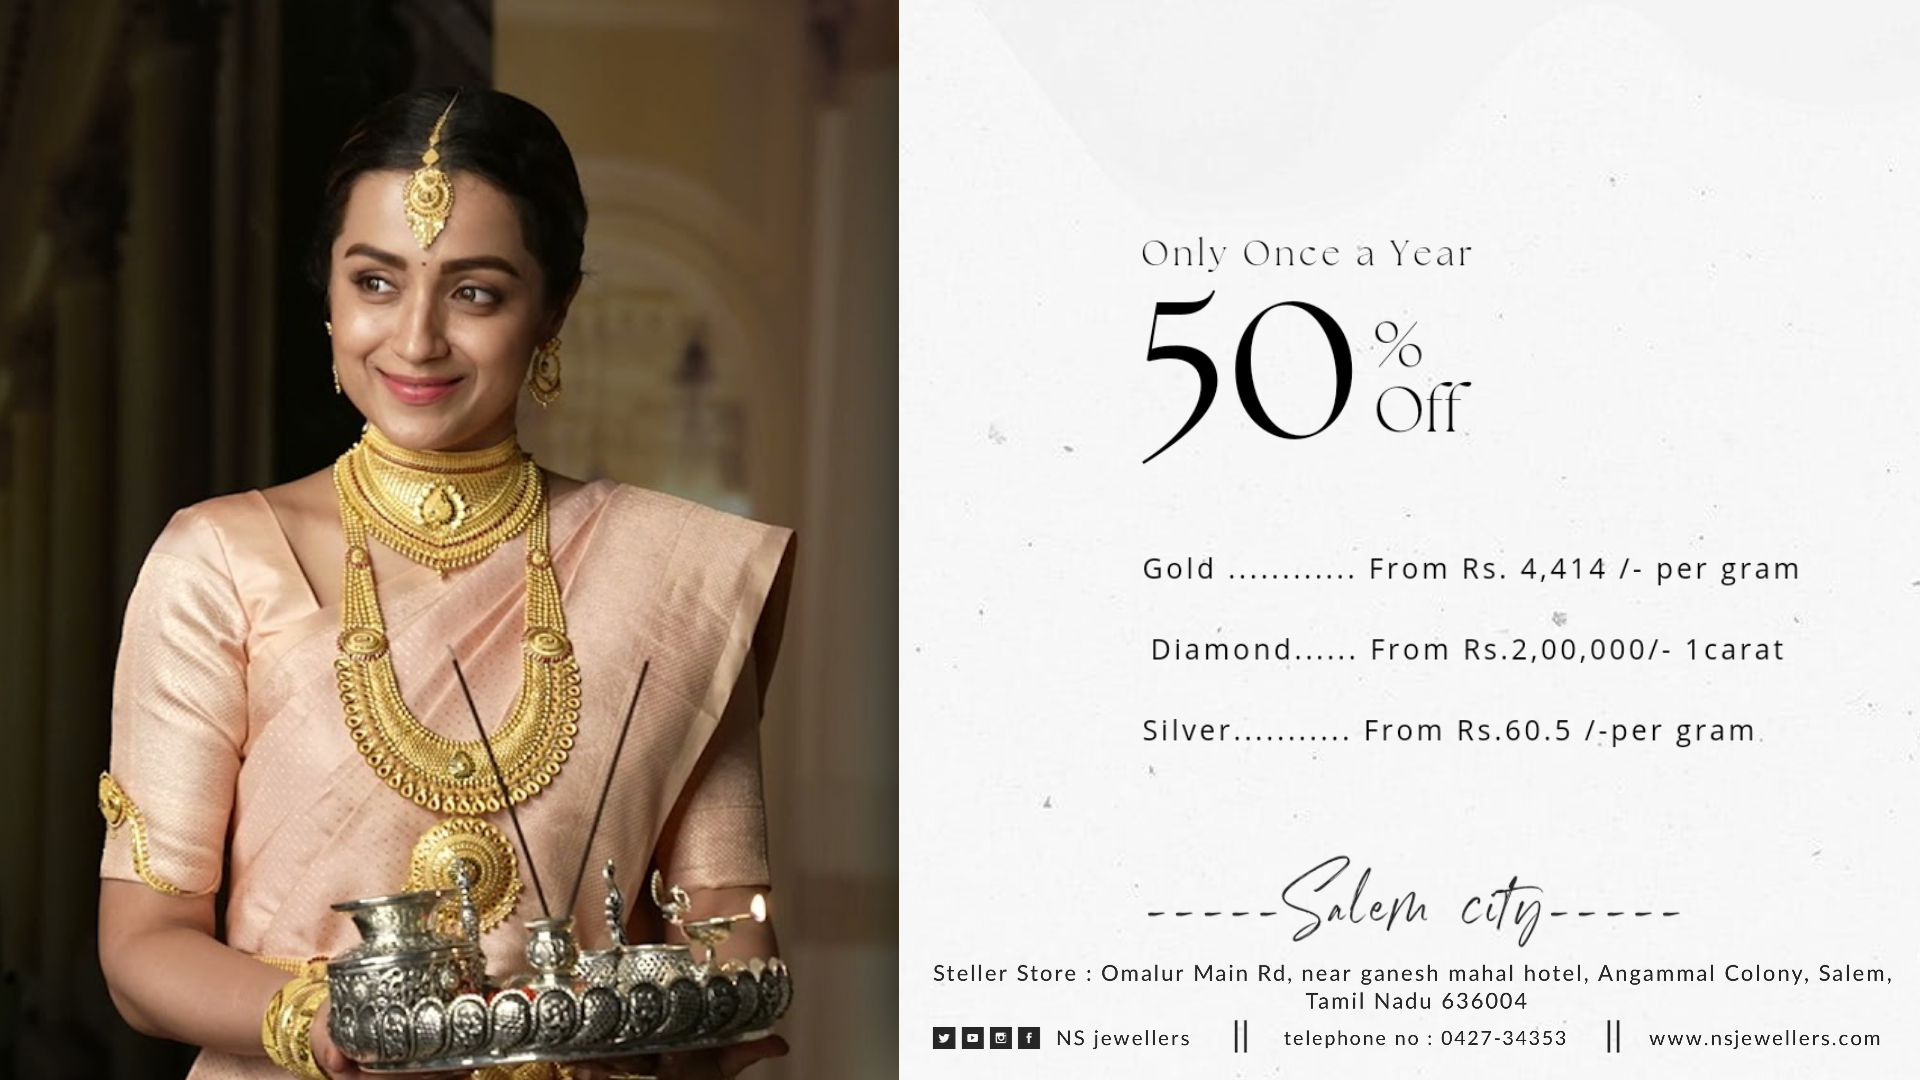 Only Once a Year
50 % Off
Gold ............ From Rs. 4,414 /- per gram
Diamond...... From Rs.2,00,000/- 1carat
Silver........... From Rs.60.5 /-per gram
-----Salem city-----
Steller Store : Omalur Main Rd, near ganesh mahal hotel, Angammal Colony, Salem,
Tamil Nadu 636004
NS jewellers || telephone no : 0427-34353 || www.nsjewellers.com